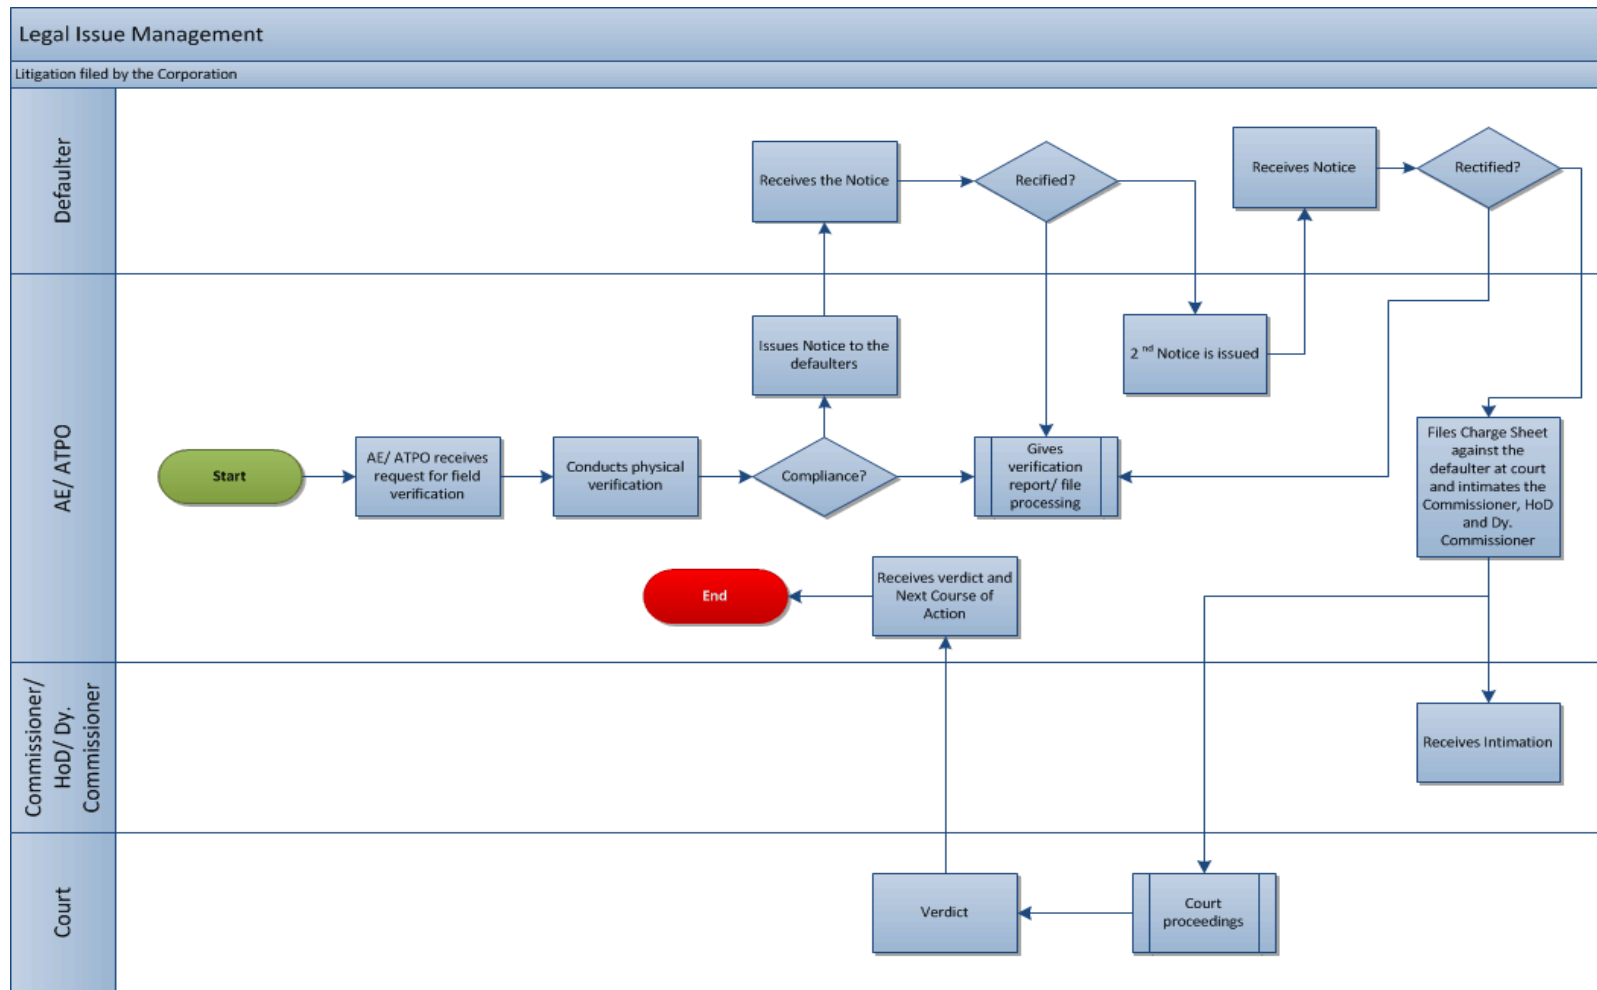 Legal Issue Management
Litigation filed by the Corporation
Defaulter
Receives the Notice
Recified?
Receives Notice
Rectified?
AE/ ATPO
Issues Notice to the
defaulters
2 nd Notice is issued
Start
AE/ ATPO receives
request for field
verification
Conducts physical
verification
Compliance?
Gives
verification
report/ file
processing
Files Charge Sheet
against the
defaulter at court
and intimates the
Commissioner, HoD
and Dy.
Commissioner
End
Receives verdict and
Next Course of
Action
Commissioner/
HoD/ Dy.
Commissioner
Receives Intimation
Court
Verdict
Court
proceedings